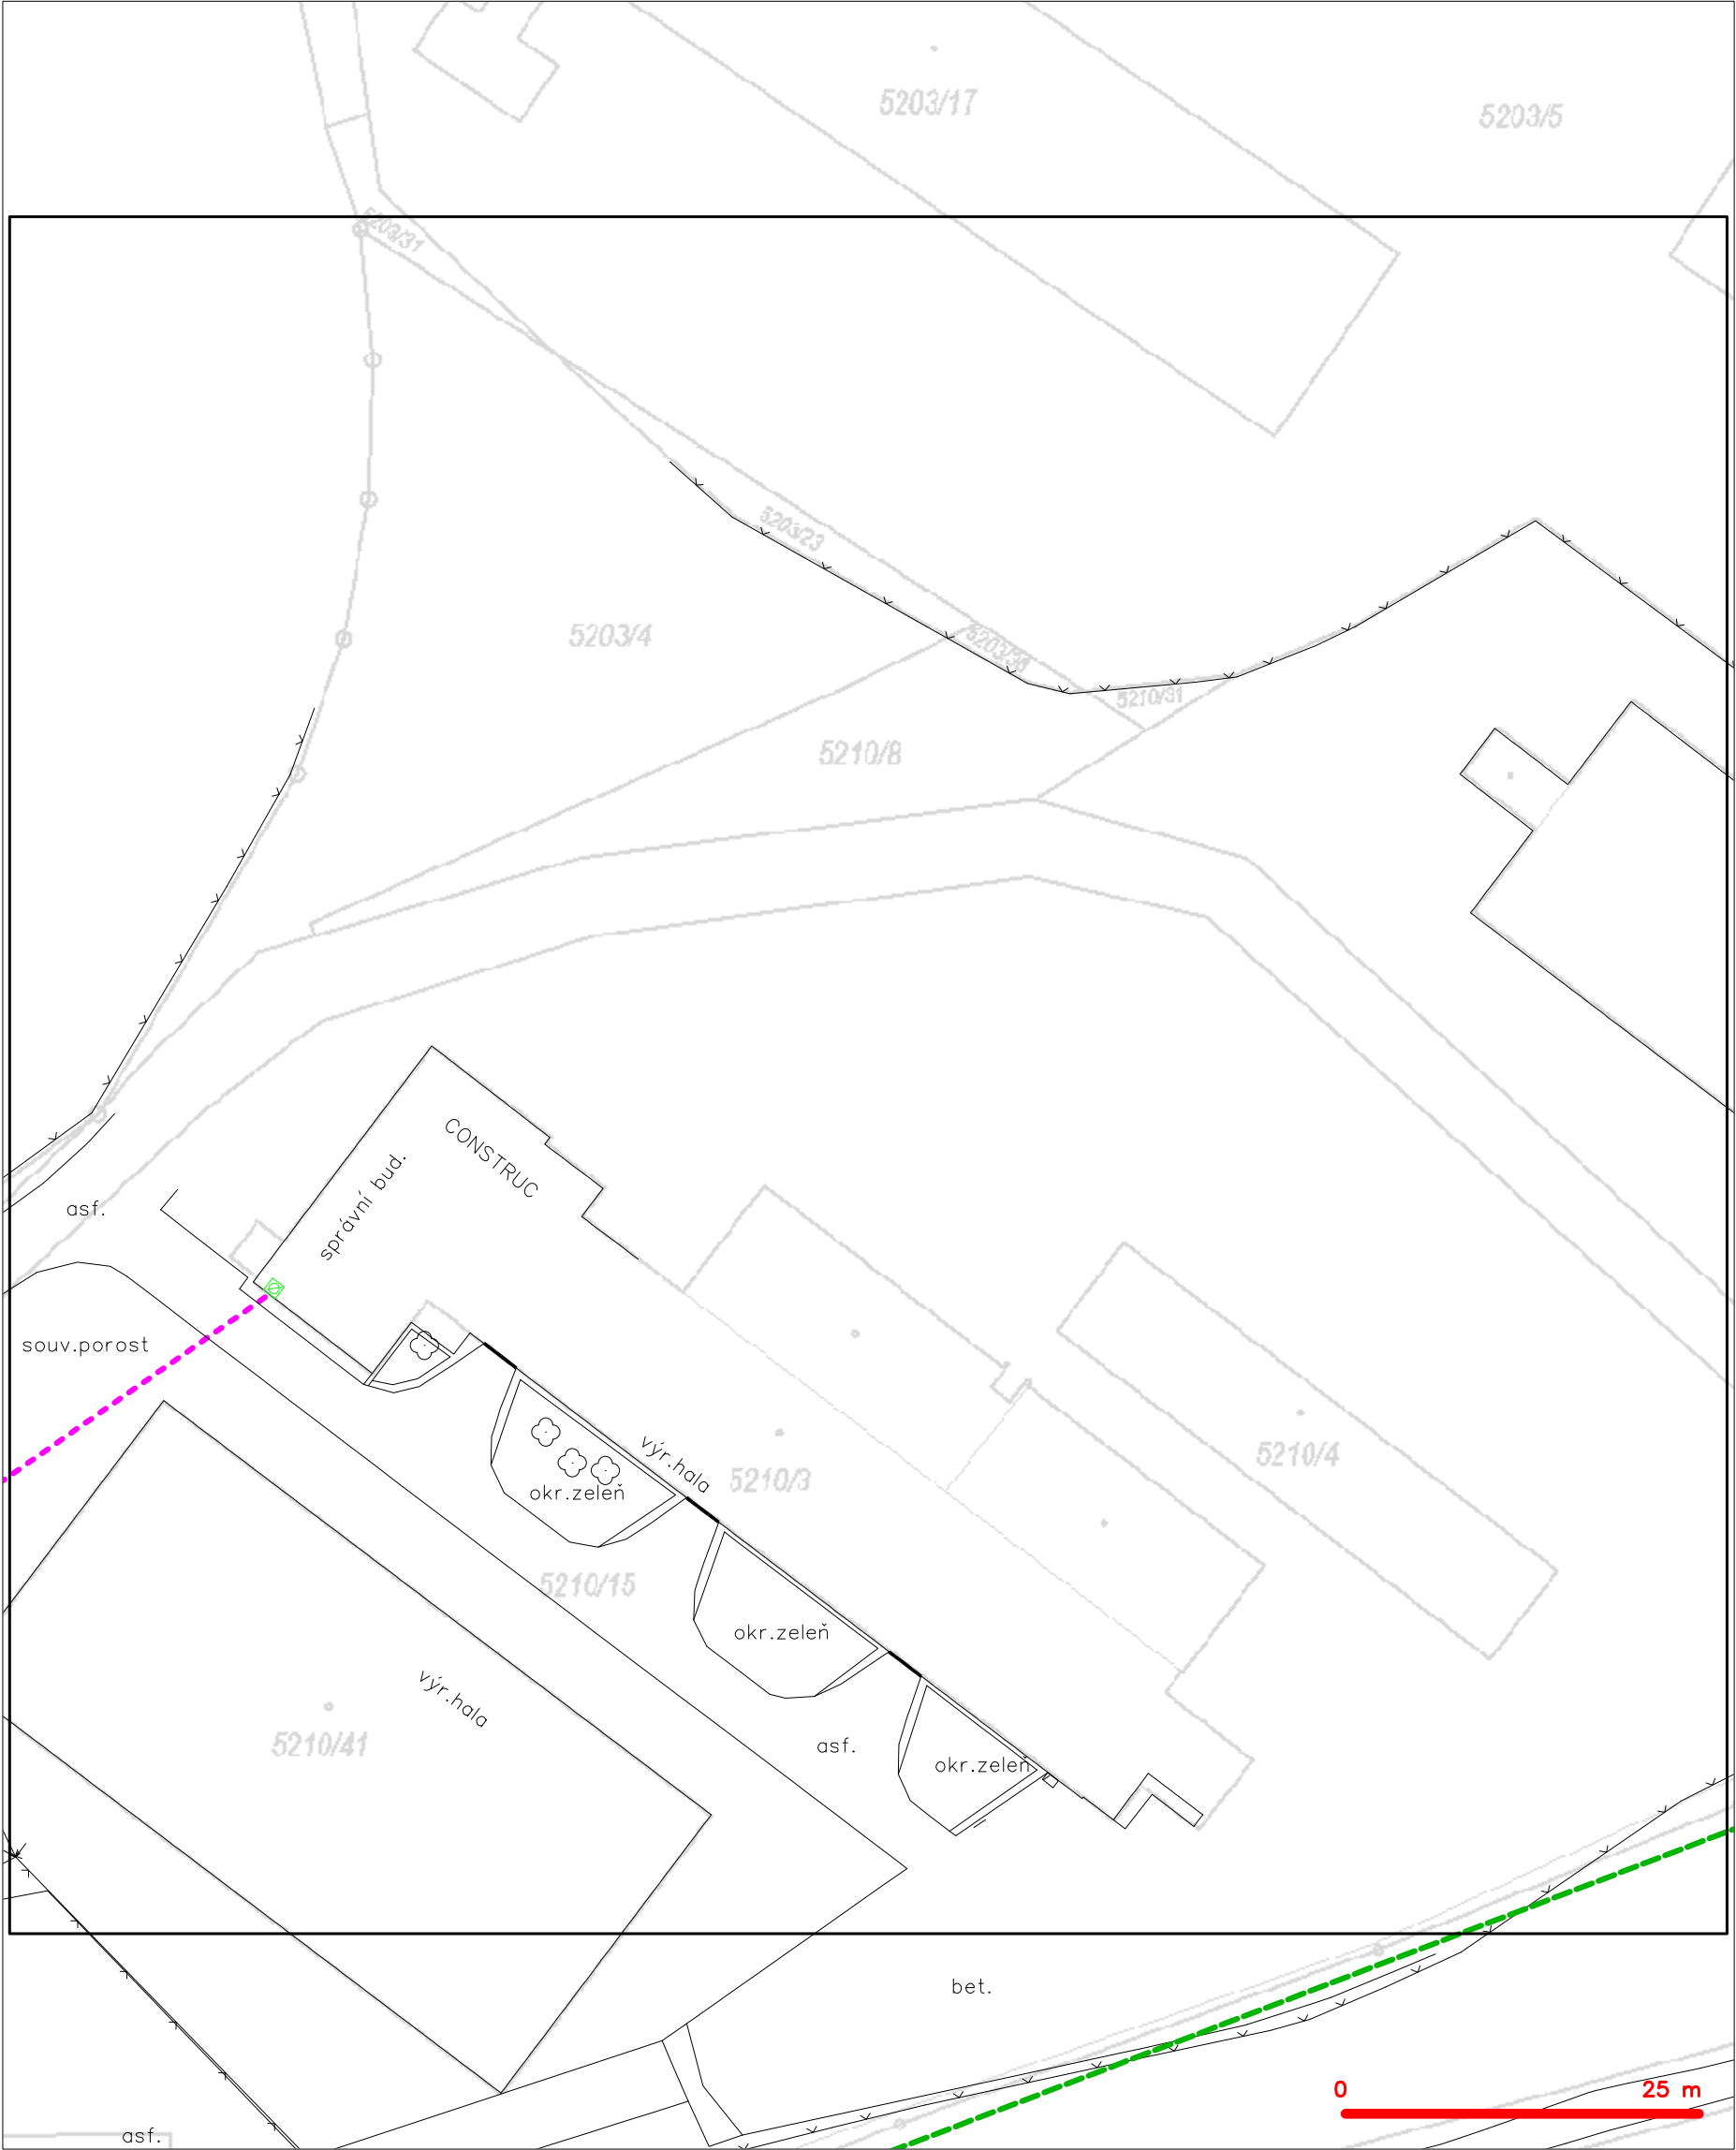 5203/17
5203/5
5203/31
5203/23
5203/4
5203/38
5210/31
5210/8
CONSTRUC
správní bud.
asf.
souv.porost
výr.hala
5210/4
5210/3
okr.zeleň
5210/15
okr.zeleň
výr.hala
5210/41
asf.
okr.zeleň
bet.
0 25 m
asf.